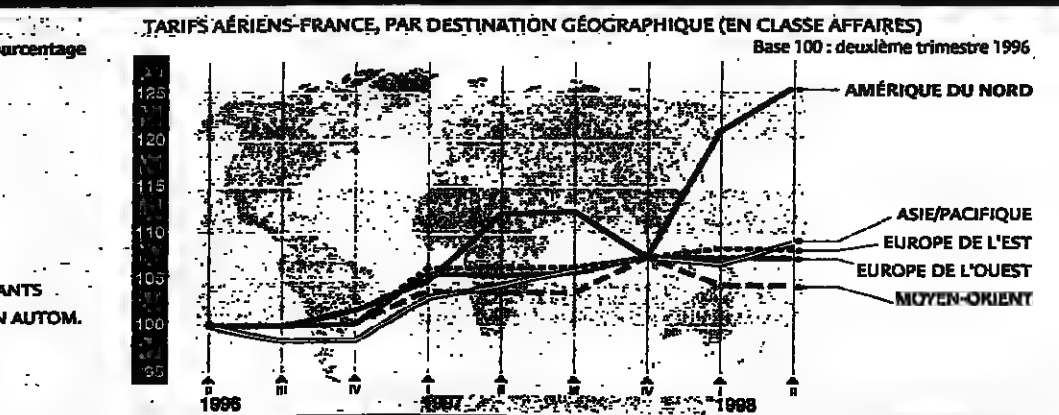 TARIFS AÉRIENS-FRANCE, PAR DESTINATION GÉOGRAPHIQUE (EN CLASSE AFFAIRES)
Base 100 : deuxième trimestre 1996
125
120
115
110
105
100
95
AMÉRIQUE DU NORD
ASIE/PACIFIQUE
EUROPE DE L'EST
EUROPE DE L'OUEST
MOYEN-ORIENT
ANTS
N AUTOM.
II III IV I II III IV I II
1996 1997 1998